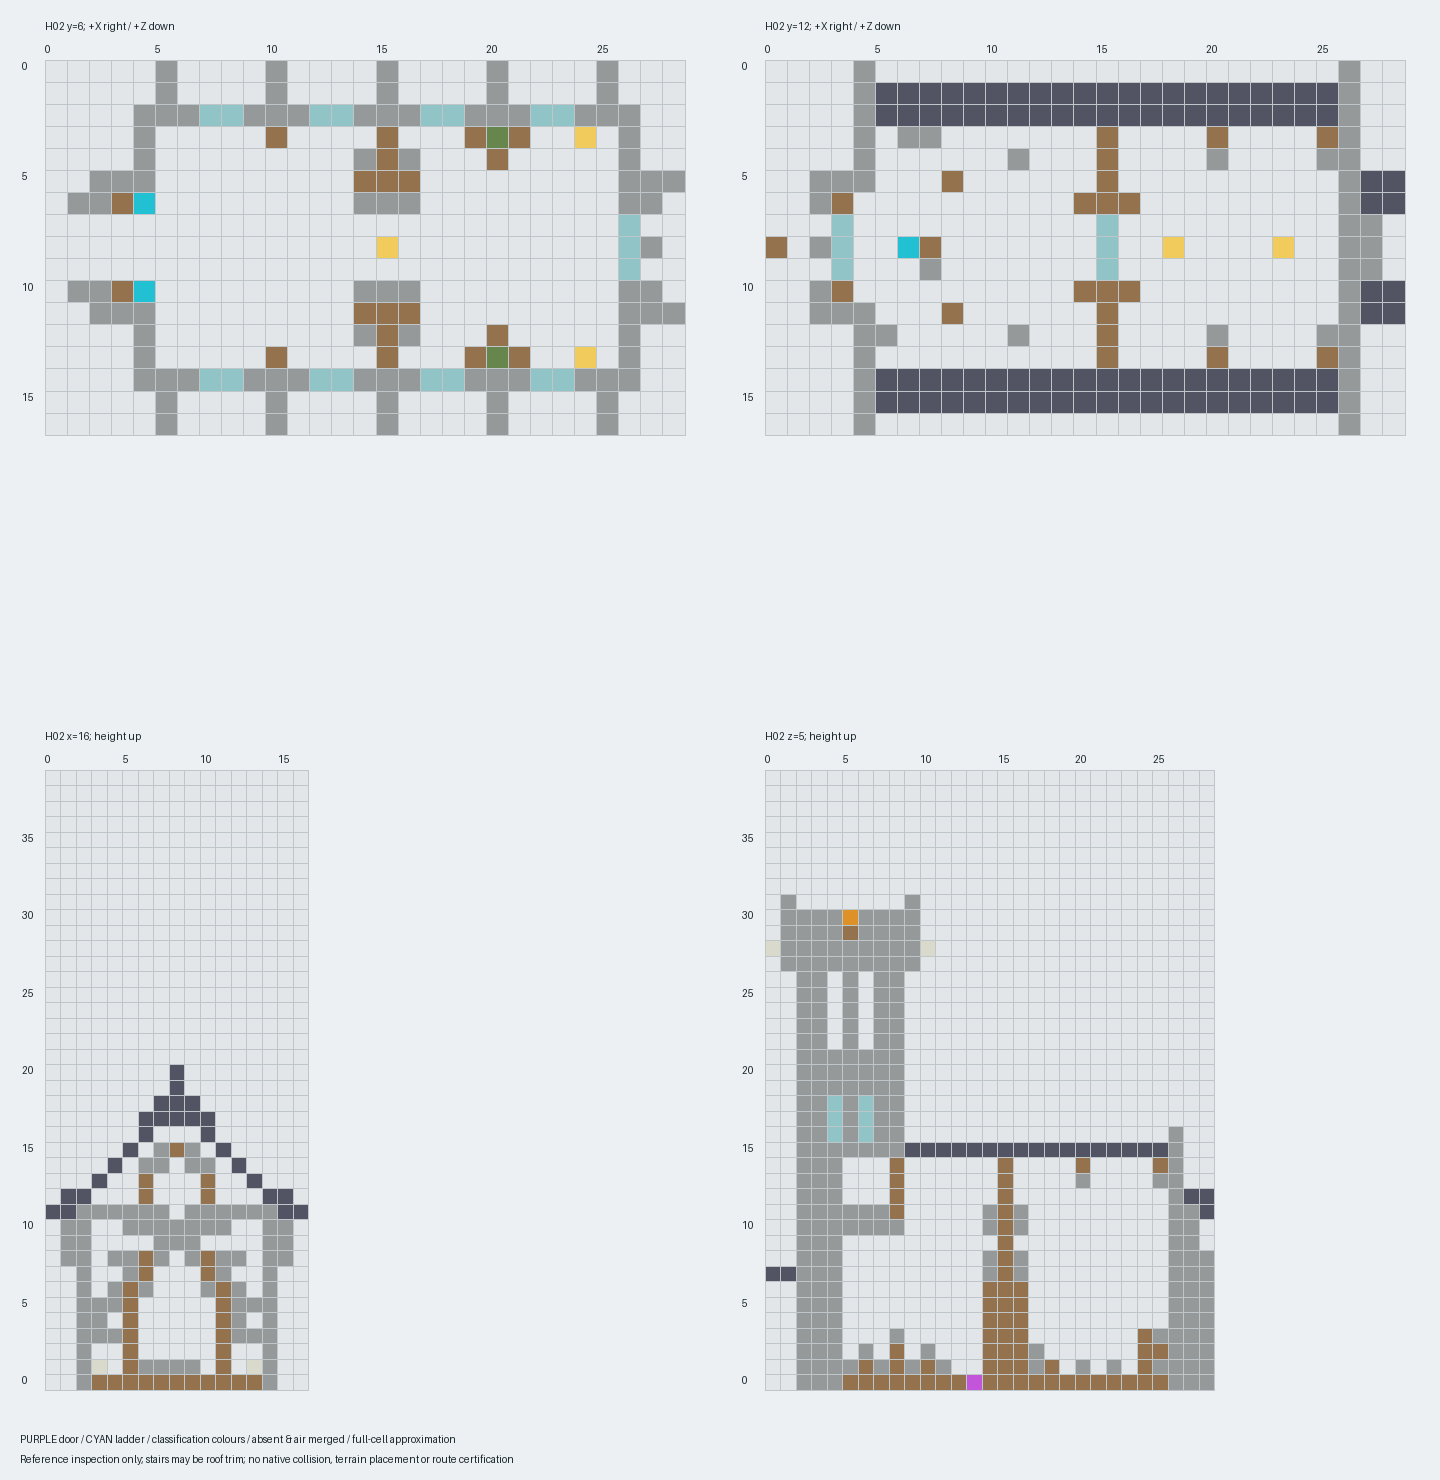 H02 y=6; +X right / +Z down
H02 y=12; +X right / +Z down
0 5 10 15 20 25
0 5 10 15 20 25
0
0
5
5
10
10
15
15
H02 x=16; height up
H02 z=5; height up
0 5 10 15
0 5 10 15 20 25
35
35
30
30
25
25
20
20
15
15
10
10
5
5
0
0
PURPLE door / CYAN ladder / classification colours / absent & air merged / full-cell approximation
Reference inspection only; stairs may be roof trim; no native collision, terrain placement or route certification